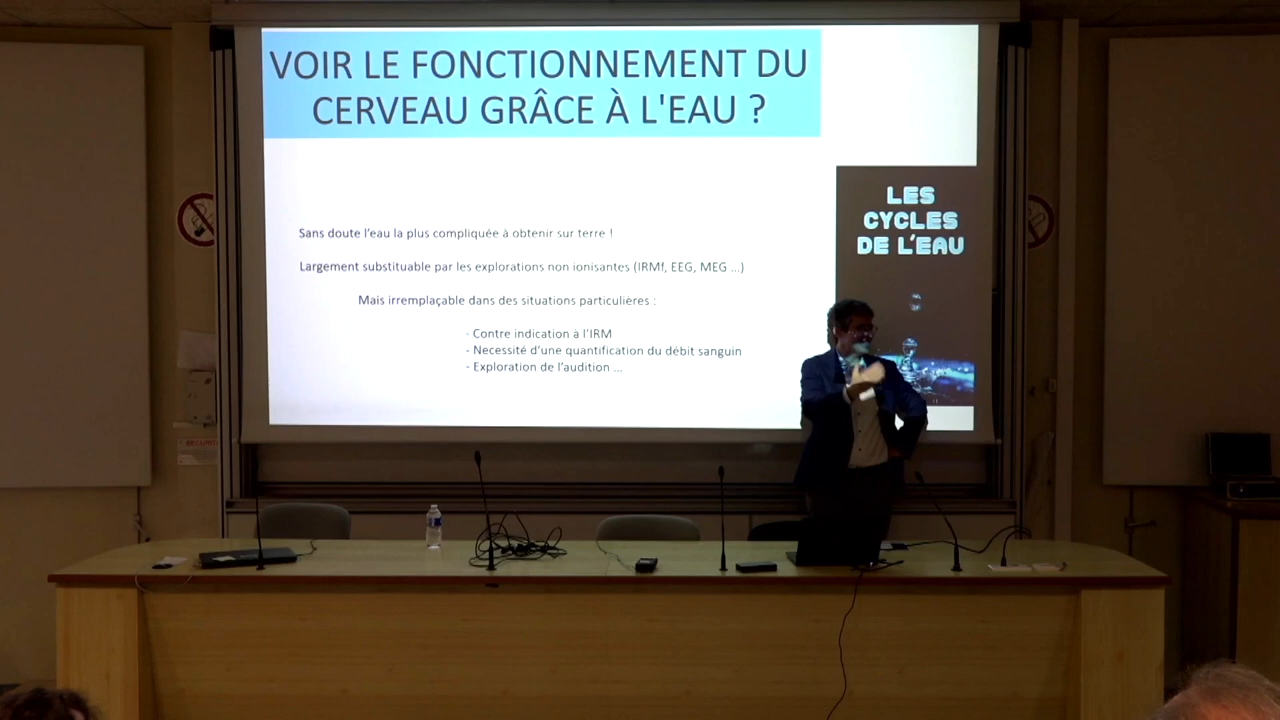 VOIR LE FONCTIONNEMENT DU
CERVEAU GRÂCE À L'EAU ?
Sans doute l'eau la plus compliquée à obtenir sur terre !
Largement substituable par les explorations non ionisantes (IRMf, EEG, MEG ...)
Mais irremplaçable dans des situations particulières :
- Contre indication à l'IRM
- Necessité d'une quantification du débit sanguin
- Exploration de l'audition ...
LES
CYCLES
DE L'EAU